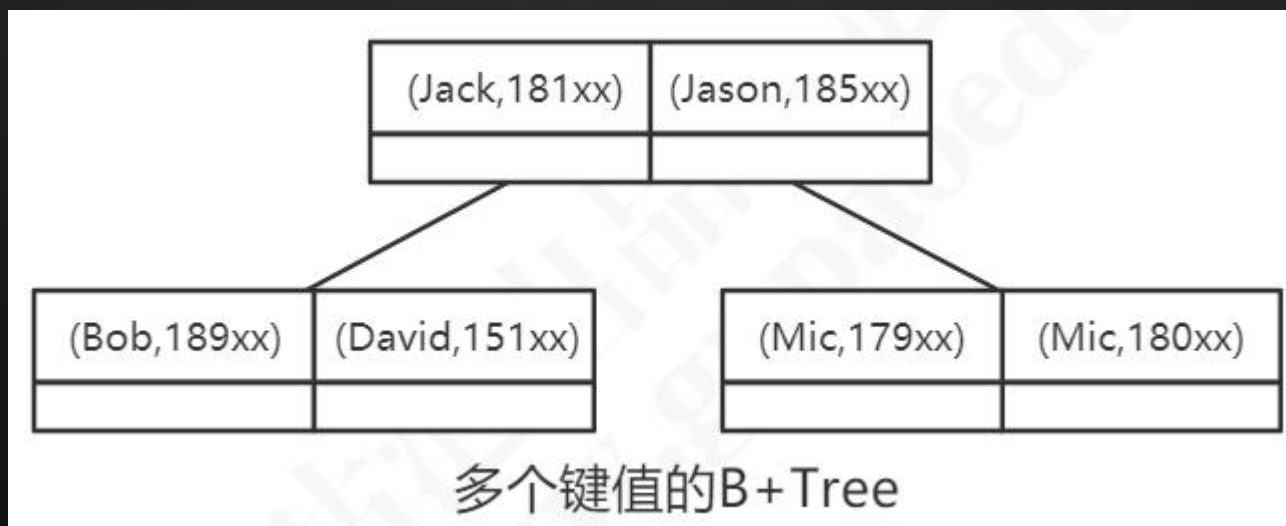 (Jack,181xx) (Jason,185xx)
(Bob,189xx) (David,151xx) (Mic,179xx) (Mic,180xx)
多个键值的B+Tree